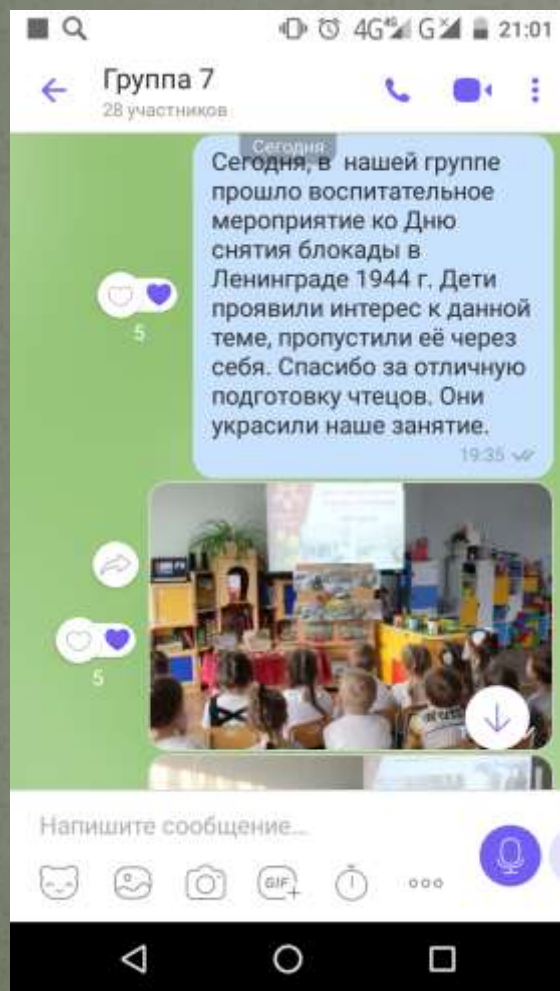 4G 4G G 21:01
Группа 7
28 участников
Сегодня
Сегодня, в нашей группе
прошло воспитательное
мероприятие ко Дню
снятия блокады в
Ленинграде 1944 г. Дети
проявили интерес к данной
теме, пропустили её через
себя. Спасибо за отличную
подготовку чтецов. Они
украсили наше занятие.
19:35
5
5
Напишите сообщение...
GIF